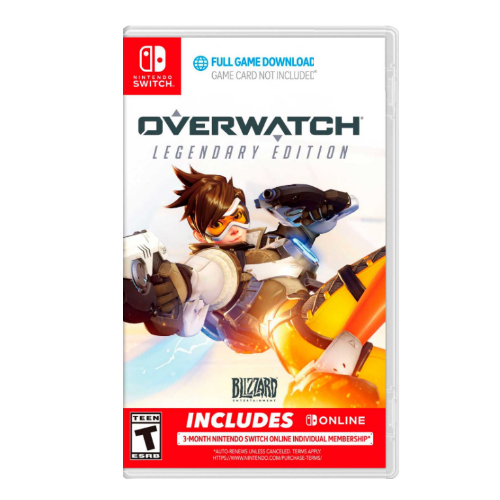 FULL GAME DOWNLOAD
GAME CARD NOT INCLUDED*
NINTENDO
SWITCH™
OVERWATCH
LEGENDARY EDITION
BLIZZARD
ENTERTAINMENT
TEEN
T
ESRB
INCLUDES
ONLINE
3-MONTH NINTENDO SWITCH ONLINE INDIVIDUAL MEMBERSHIP*
*AUTO-RENEWS UNLESS CANCELED. TERMS APPLY.
HTTPS://WWW.NINTENDO.COM/PURCHASE-TERMS/